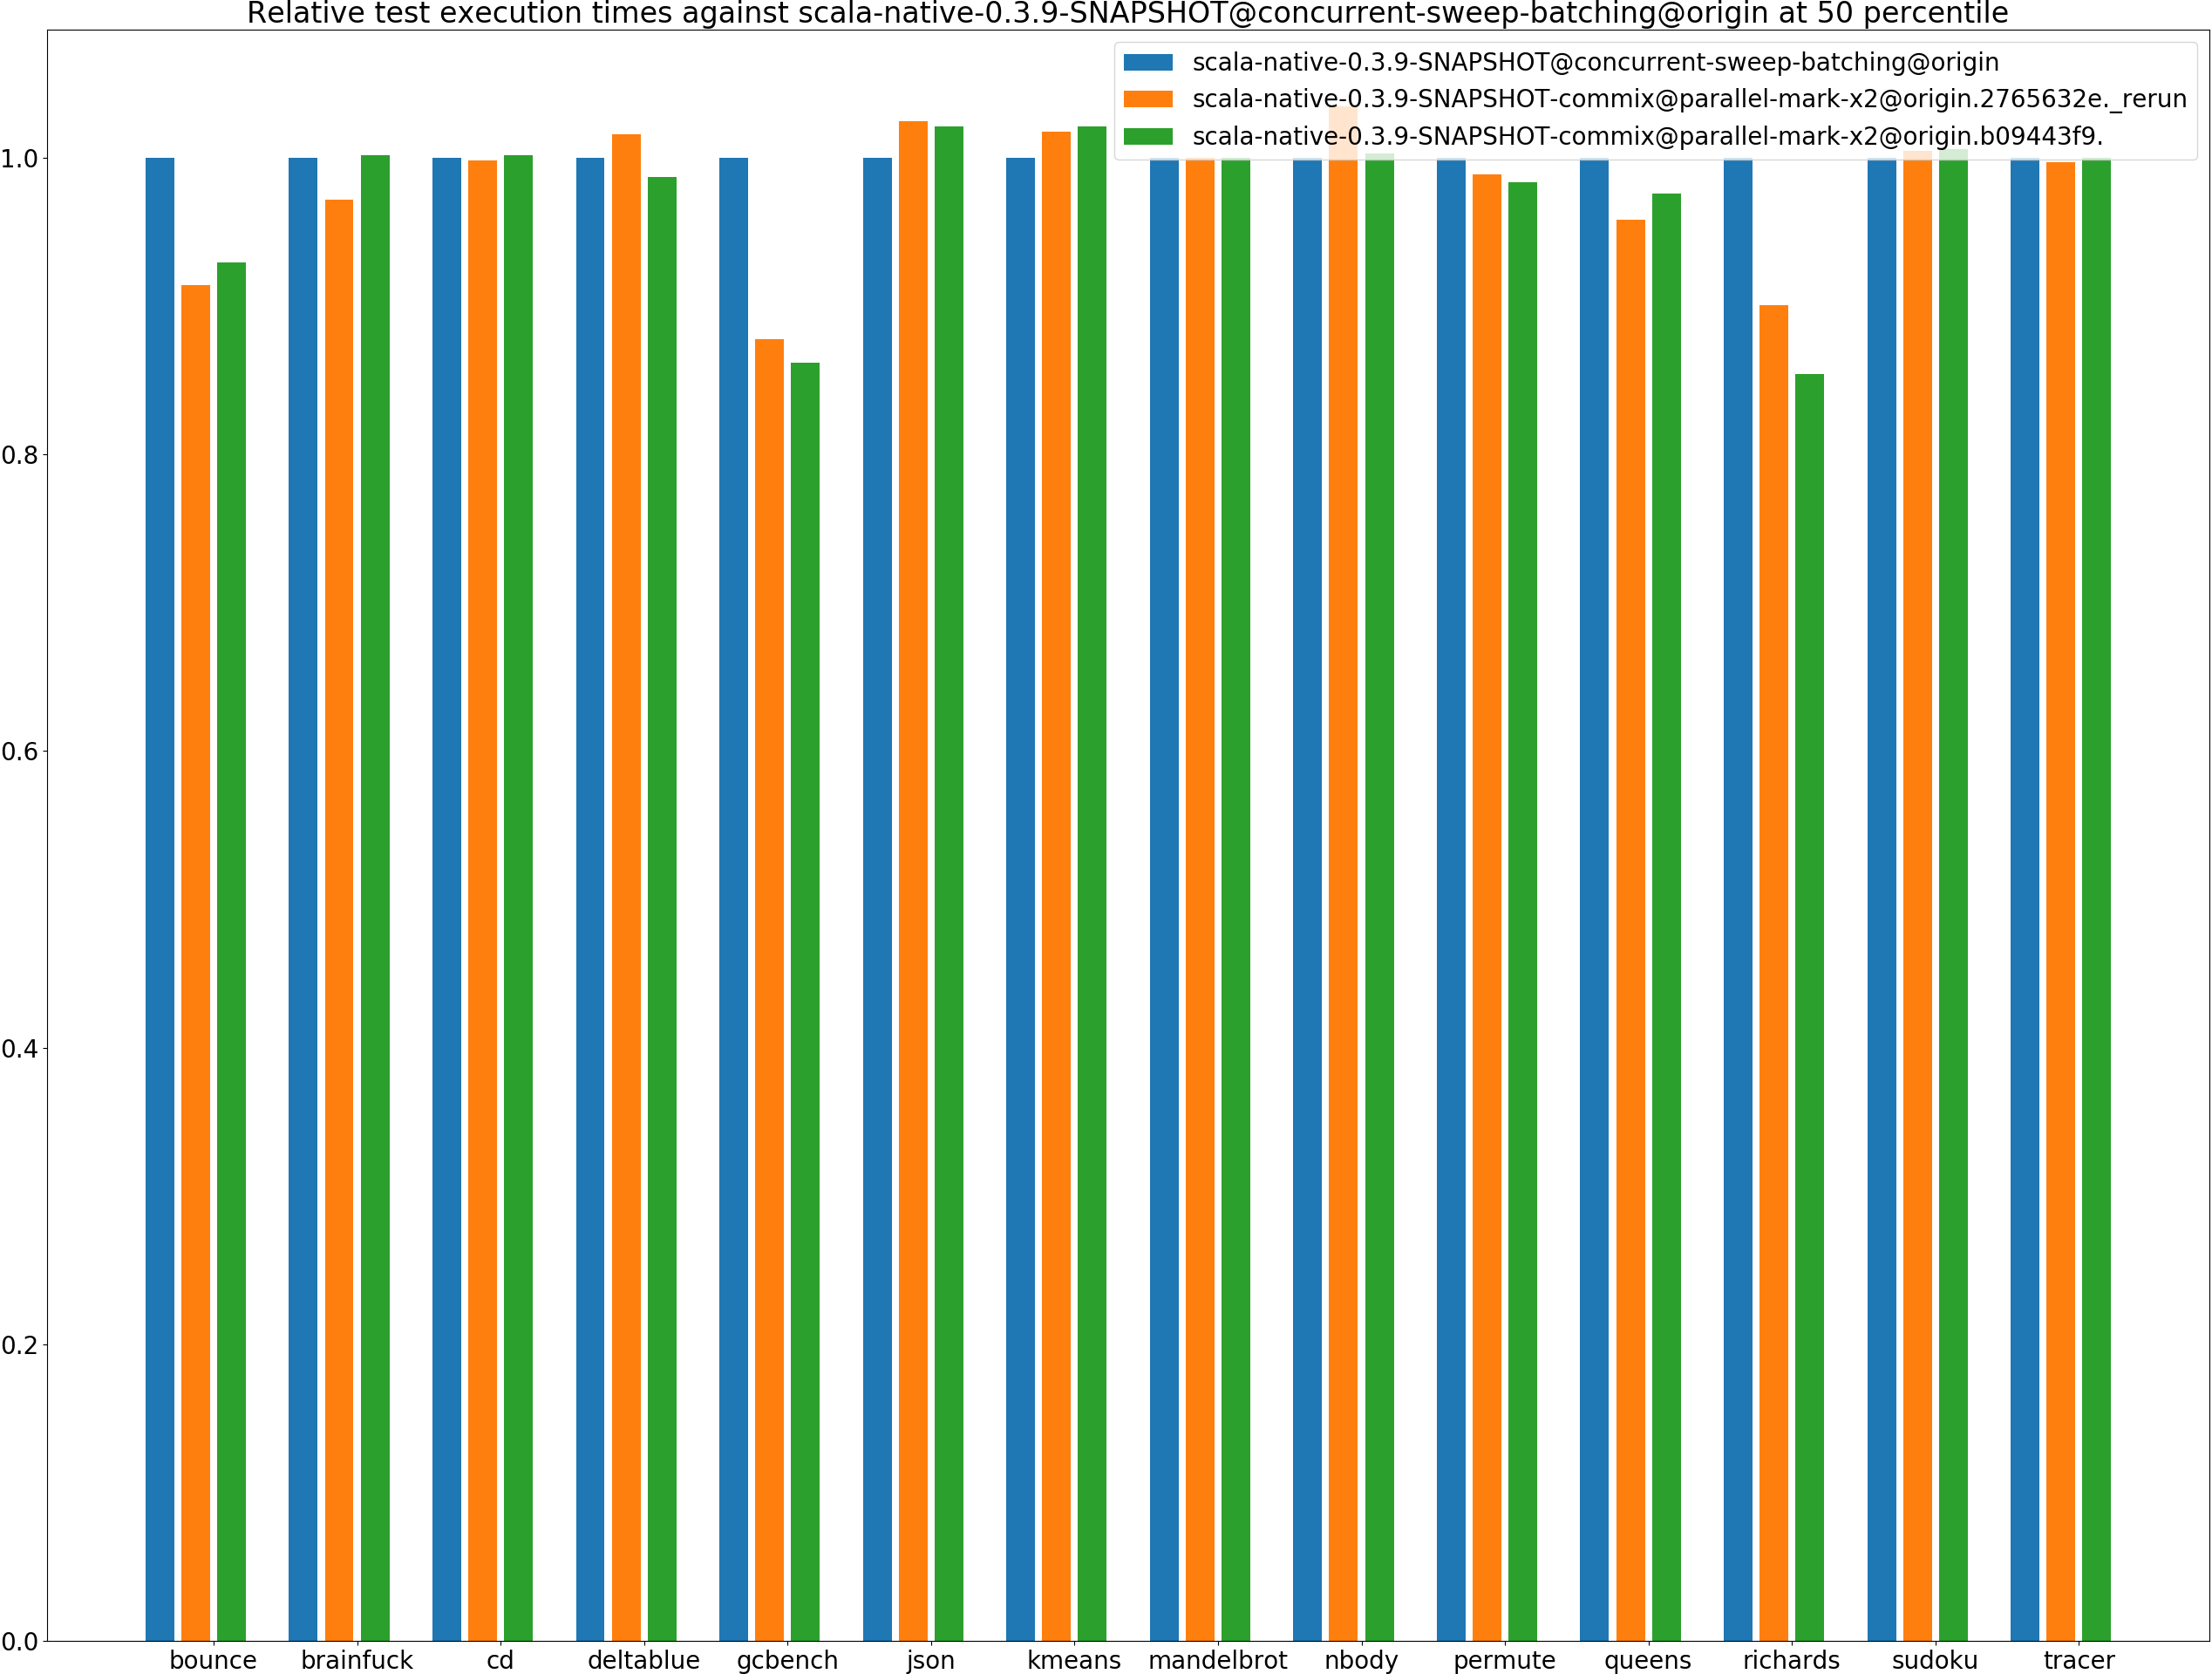 Relative test execution times against scala-native-0.3.9-SNAPSHOT@concurrent-sweep-batching@origin at 50 percentile
scala-native-0.3.9-SNAPSHOT@concurrent-sweep-batching@origin
scala-native-0.3.9-SNAPSHOT-commix@parallel-mark-x2@origin.2765632e._rerun
scala-native-0.3.9-SNAPSHOT-commix@parallel-mark-x2@origin.b09443f9.
1.0
0.8
0.6
0.4
0.2
0.0
bounce brainfuck cd deltablue gcbench json kmeans mandelbrot nbody permute queens richards sudoku tracer